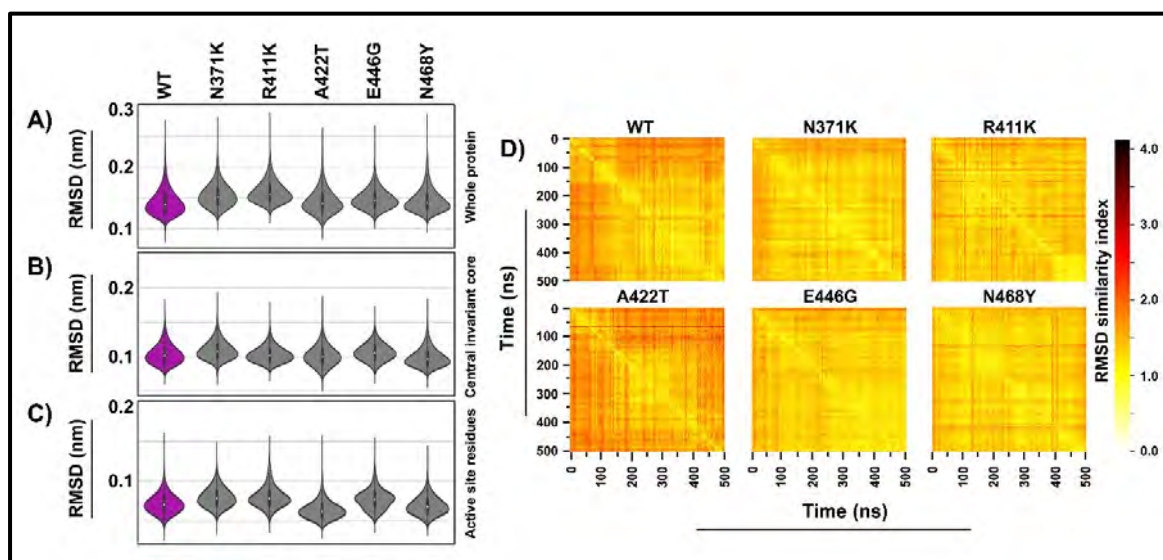 WT
N371K
R411K
A422T
E446G
N468Y
A)
RMSD (nm)
0.3
0.2
0.1
Whole protein
B)
RMSD (nm)
0.2
0.1
Central invariant core
C)
RMSD (nm)
0.2
0.1
Active site residues
D)
WT
N371K
R411K
0
100
200
300
400
500
A422T
E446G
N468Y
0
100
200
300
400
500
Time (ns)
0 100 200 300 400 500
0 100 200 300 400 500
0 100 200 300 400 500
Time (ns)
4.0
3.0
2.0
1.0
0.0
RMSD similarity index